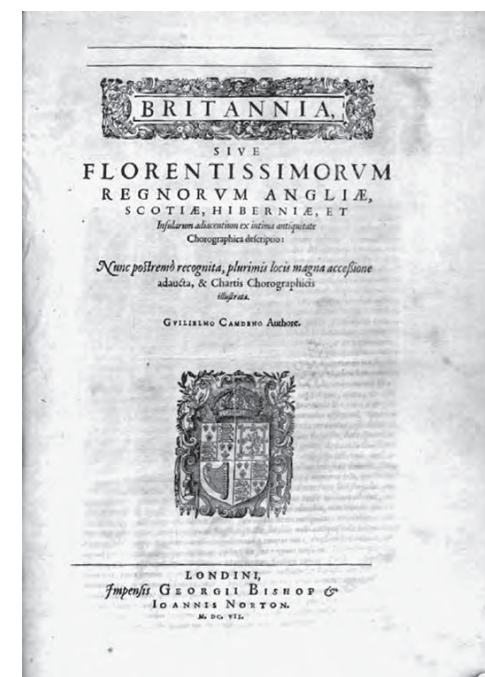 BRITANNIA,
SIVE
FLORENTISSIMORVM
REGNORVM ANGLIÆ,
SCOTIÆ, HIBERNIÆ, ET
Insularum adiacentium ex intima antiquitate
Chorographica descriptio:
Nunc postremò recognita, plurimis locis magna accessione
adaucta, & Chartis Chorographicis
illustrata.
GVILIELMO CAMDENO Authore.
LONDINI,
Impensis GEORGII BISHOP &
IOANNIS NORTON.
M. DC. VII.